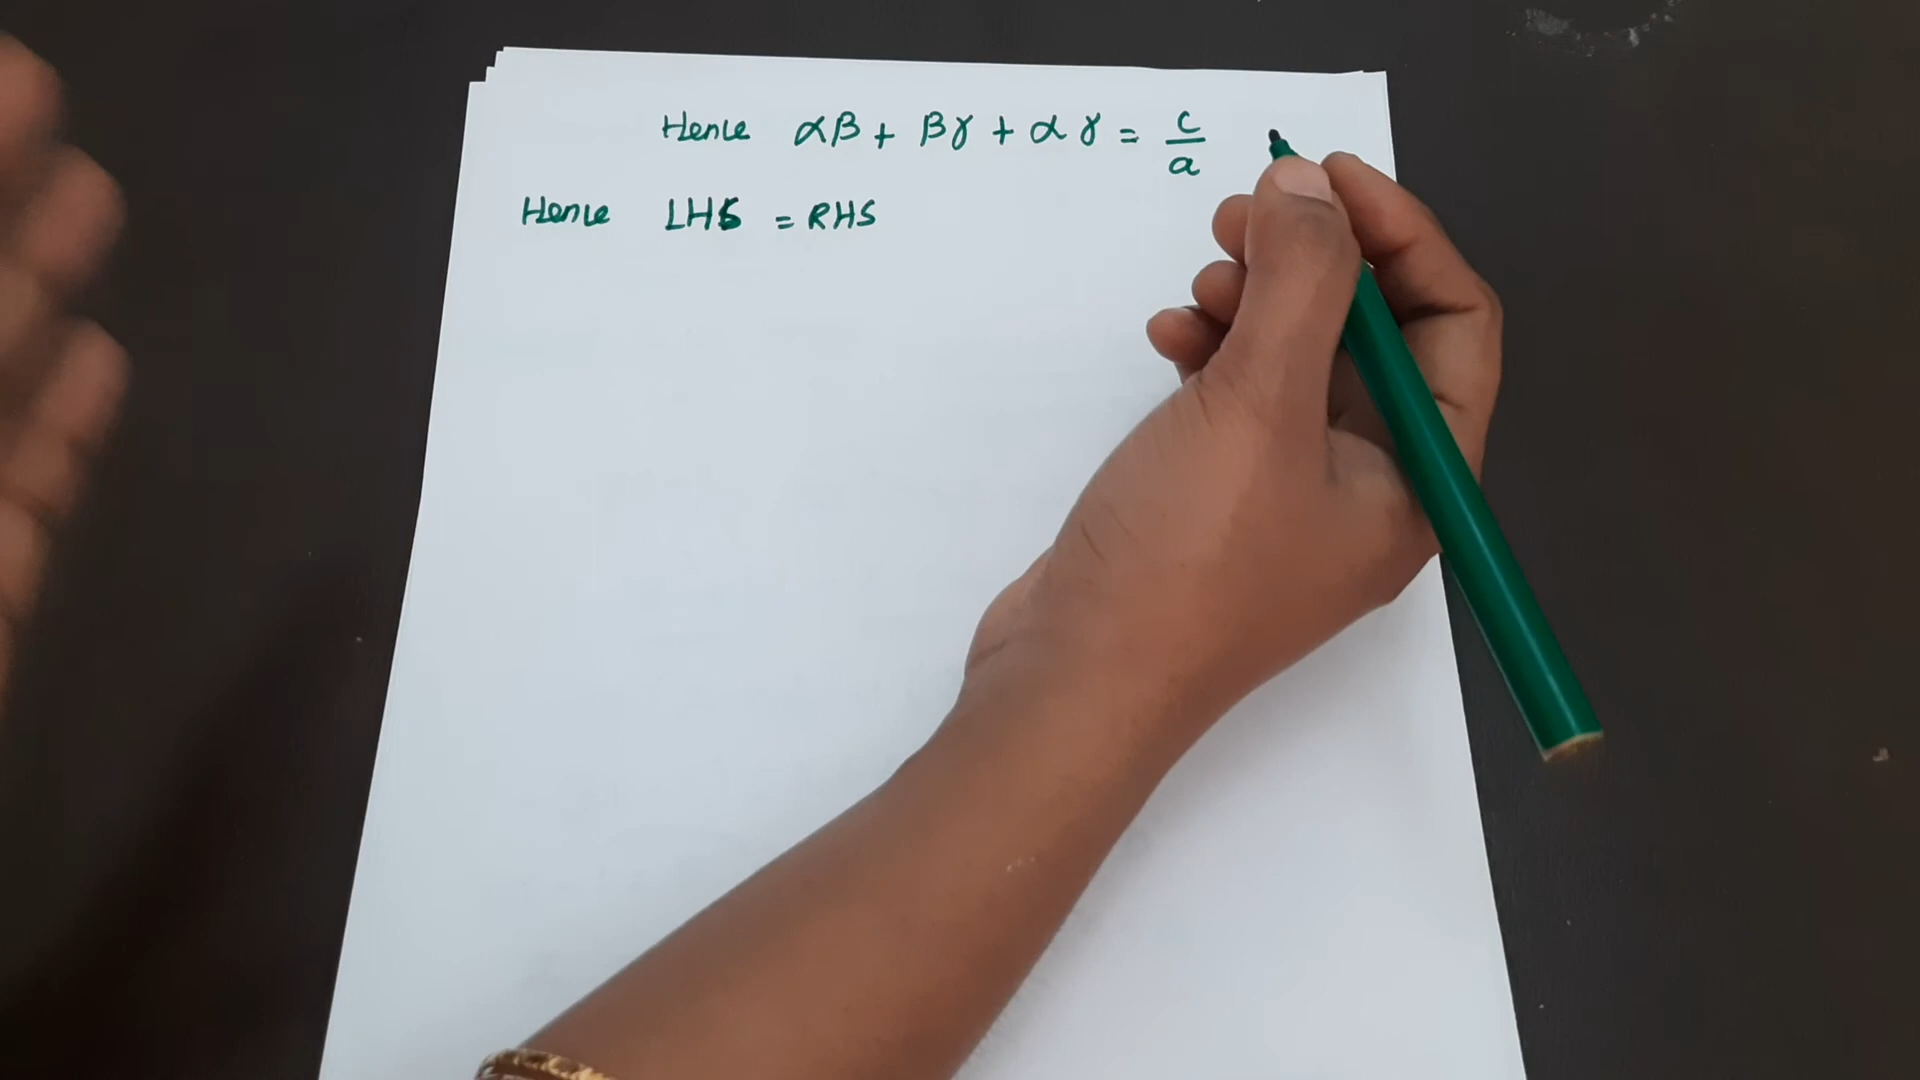 Hence αβ + βγ + αγ = c/a
Hence LHS = RHS